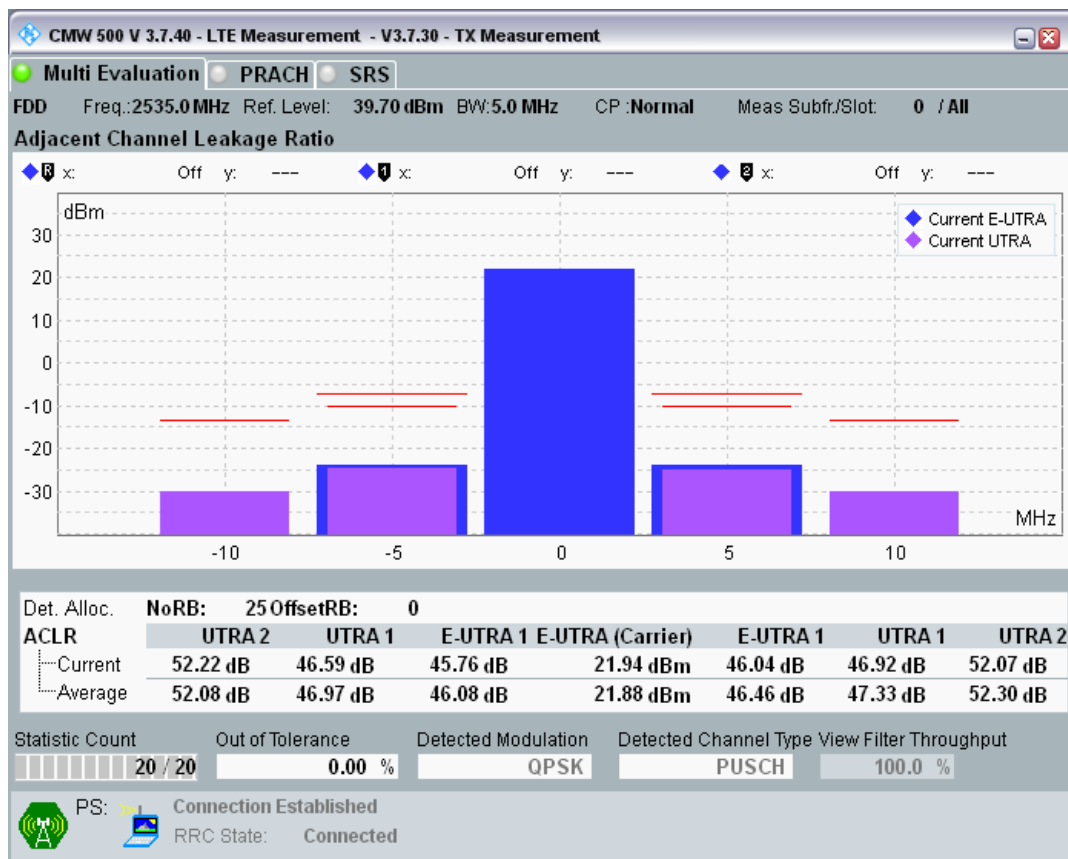 CMW 500 V 3.7.40 - LTE Measurement - V3.7.30 - TX Measurement
Multi Evaluation PRACH SRS
FDD Freq.:2535.0 MHz Ref. Level: 39.70 dBm BW:5.0 MHz CP :Normal Meas Subfr./Slot: 0 / All
Adjacent Channel Leakage Ratio
R x: Off y: --- 1 x: Off y: --- 2 x: Off y: ---
dBm
Current E-UTRA
Current UTRA
30
20
10
0
-10
-20
-30
MHz
-10 -5 0 5 10
Det. Alloc. NoRB: 25 OffsetRB: 0
ACLR UTRA 2 UTRA 1 E-UTRA 1 E-UTRA (Carrier) E-UTRA 1 UTRA 1 UTRA 2
Current 52.22 dB 46.59 dB 45.76 dB 21.94 dBm 46.04 dB 46.92 dB 52.07 dB
Average 52.08 dB 46.97 dB 46.08 dB 21.88 dBm 46.46 dB 47.33 dB 52.30 dB
Statistic Count Out of Tolerance Detected Modulation Detected Channel Type View Filter Throughput
20 / 20 0.00 % QPSK PUSCH 100.0 %
PS: Connection Established
RRC State: Connected